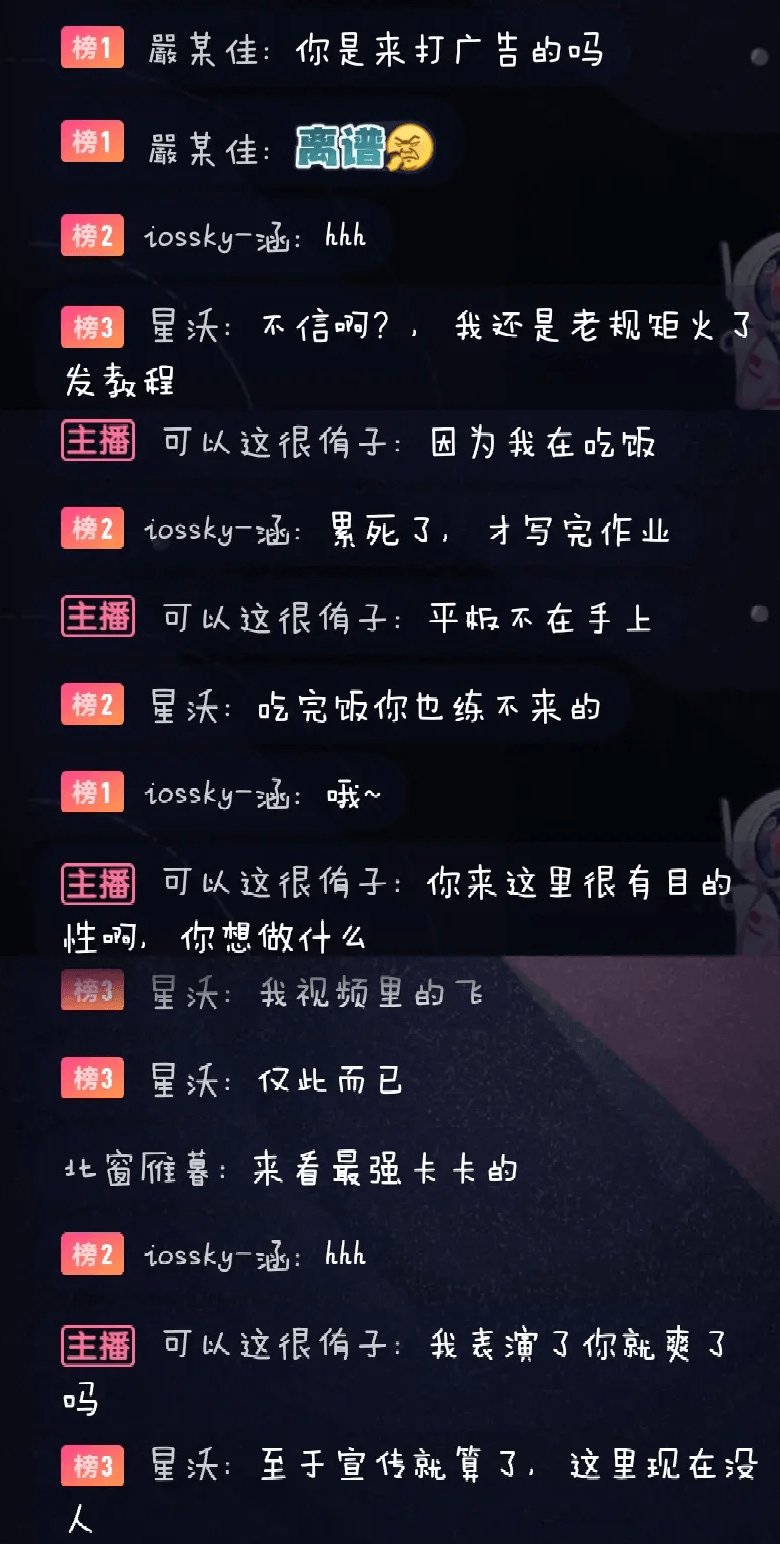 榜1 嚴某佳：你是来打广告的吗
榜1 嚴某佳：离谱
榜2 iossky-涵：hhh
榜3 星沃：不信啊？，我还是老规矩火了
发教程
主播 可以这很侑子：因为我在吃饭
榜2 iossky-涵：累死了，才写完作业
主播 可以这很侑子：平板不在手上
榜2 星沃：吃完饭你也练不来的
榜1 iossky-涵：哦~
主播 可以这很侑子：你来这里很有目的
性啊，你想做什么
榜3 星沃：我视频里的飞
榜3 星沃：仅此而已
北窗雁暮：来看最强卡卡的
榜2 iossky-涵：hhh
主播 可以这很侑子：我表演了你就爽了
吗
榜3 星沃：至于宣传就算了，这里现在没
人